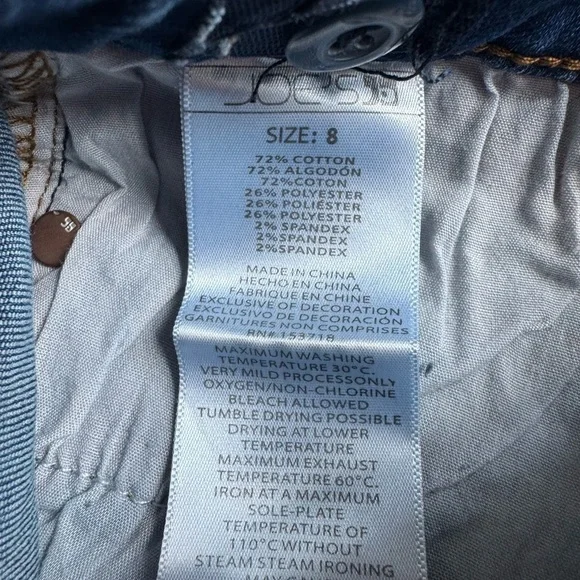 JOE'S
SIZE: 8
72% COTTON
72% ALGODÓN
72%COTON
26% POLYESTER
26% POLIÉSTER
26% POLYESTER
2% SPANDEX
2% SPANDEX
2%SPANDEX
MADE IN CHINA
HECHO EN CHINA
FABRIQUE EN CHINE
EXCLUSIVE OF DECORATION
EXCLUSIVO DE DECORACIÓN
GARNITURES NON COMPRISES
RN# 153718
MAXIMUM WASHING
TEMPERATURE 30°C.
VERY MILD PROCESSONLY
OXYGEN/NON-CHLORINE
BLEACH ALLOWED
TUMBLE DRYING POSSIBLE
DRYING AT LOWER
TEMPERATURE
MAXIMUM EXHAUST
TEMPERATURE 60°C.
IRON AT A MAXIMUM
SOLE-PLATE
TEMPERATURE OF
110°C WITHOUT
STEAM STEAM IRONING